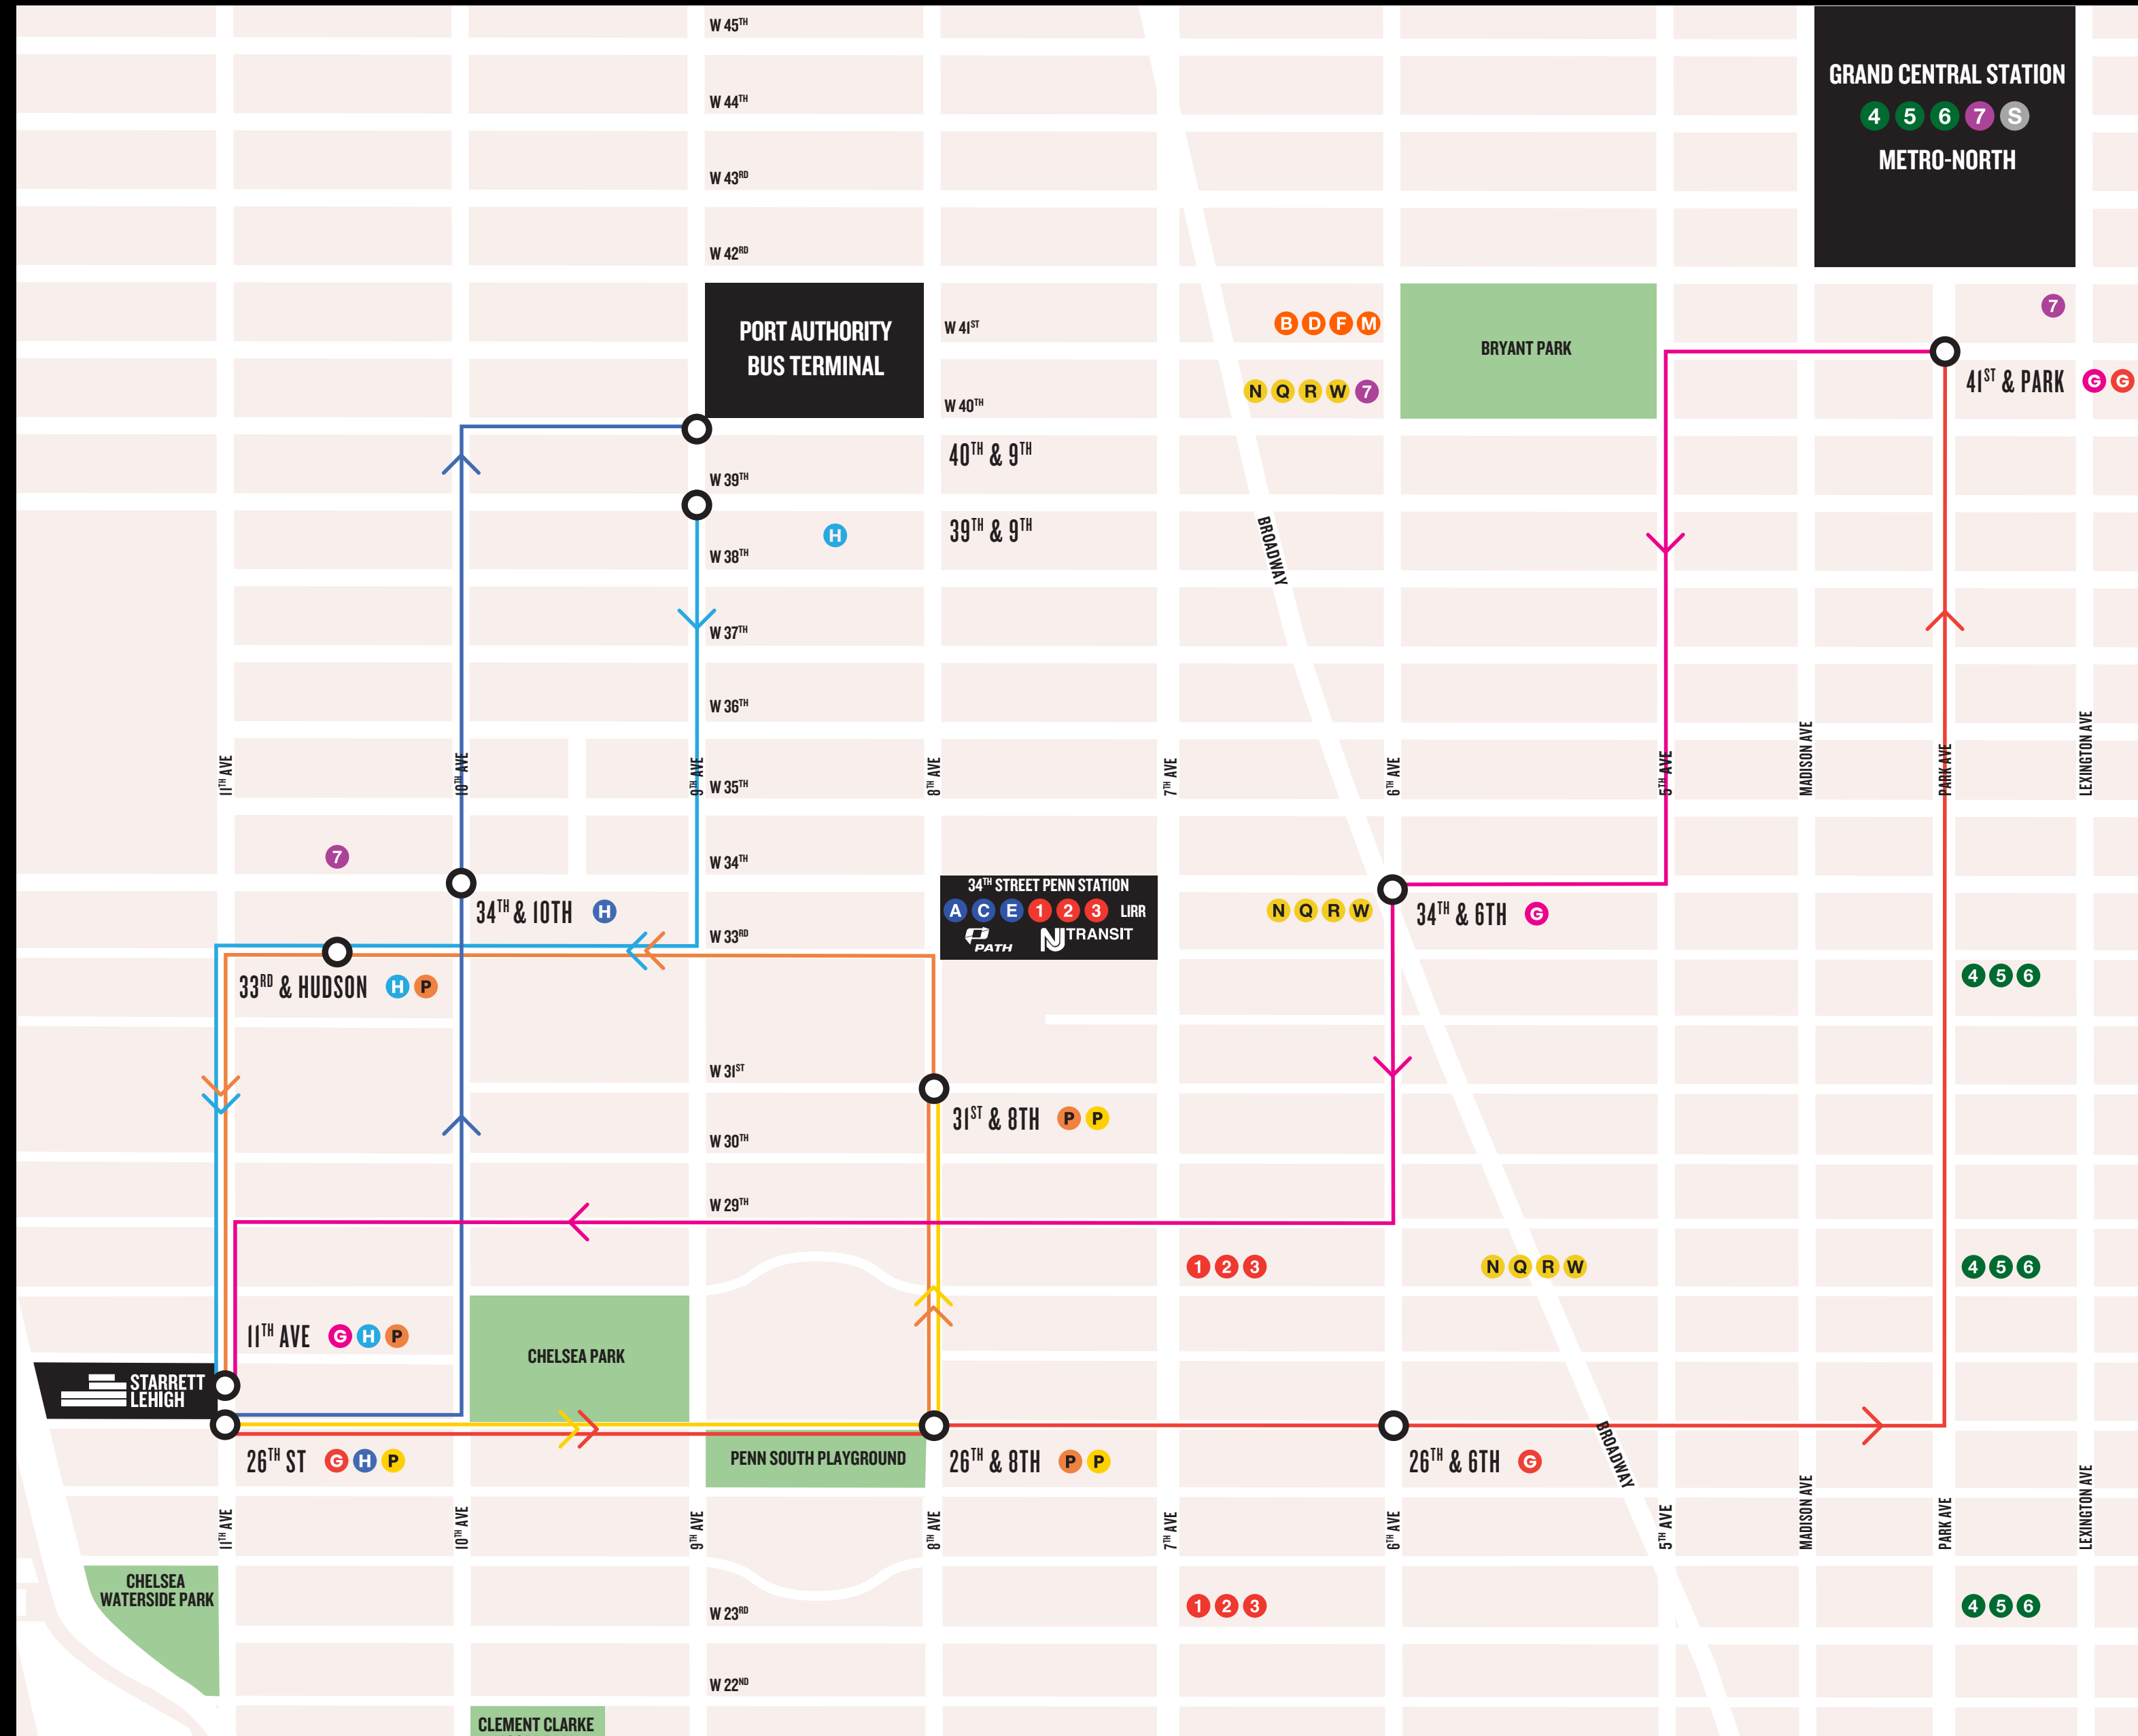 W 45TH
W 44TH
W 43RD
W 42RD
GRAND CENTRAL STATION
4 5 6 7 S
METRO-NORTH
PORT AUTHORITY
BUS TERMINAL
W 41ST
W 40TH
B D F M
N Q R W 7
BRYANT PARK
7
41ST & PARK G G
40TH & 9TH
W 39TH
39TH & 9TH
H
W 38TH
BROADWAY
W 37TH
W 36TH
11TH AVE
10TH AVE
9TH AVE
W 35TH
8TH AVE
7TH AVE
6TH AVE
5TH AVE
MADISON AVE
PARK AVE
LEXINGTON AVE
7
W 34TH
34TH & 10TH H
34TH STREET PENN STATION
A C E 1 2 3 LIRR
PATH NJ TRANSIT
N Q R W
34TH & 6TH G
W 33RD
33RD & HUDSON H P
4 5 6
W 31ST
31ST & 8TH P P
W 30TH
W 29TH
1 2 3
N Q R W
4 5 6
11TH AVE G H P
CHELSEA PARK
STARRETT
LEHIGH
26TH ST G H P
PENN SOUTH PLAYGROUND
26TH & 8TH P P
26TH & 6TH G
BROADWAY
11TH AVE
10TH AVE
9TH AVE
8TH AVE
7TH AVE
6TH AVE
5TH AVE
MADISON AVE
PARK AVE
LEXINGTON AVE
CHELSEA
WATERSIDE PARK
W 23RD
1 2 3
4 5 6
W 22ND
CLEMENT CLARKE